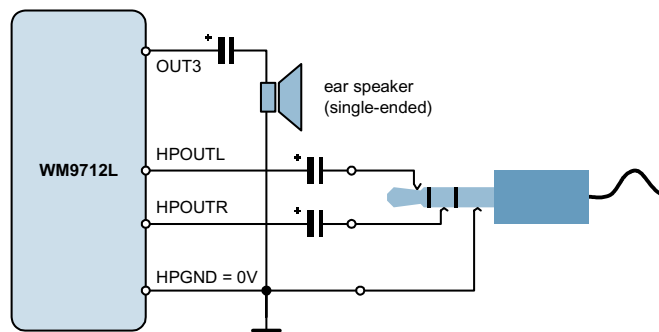 +
OUT3
ear speaker
(single-ended)
HPOUTL
+
WM9712L
HPOUTR
+
HPGND = 0V